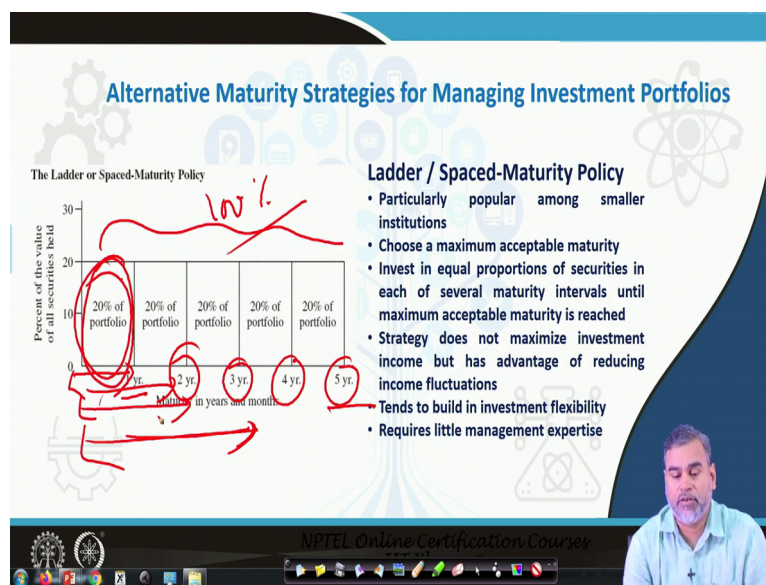 Alternative Maturity Strategies for Managing Investment Portfolios
The Ladder or Spaced-Maturity Policy
Percent of the value
of all securities held
30
20
10
0
100%
20% of
portfolio
20% of
portfolio
20% of
portfolio
20% of
portfolio
20% of
portfolio
yr.
2 yr.
3 yr.
4 yr.
5 yr.
in years and months
Ladder / Spaced-Maturity Policy
• Particularly popular among smaller
institutions
• Choose a maximum acceptable maturity
• Invest in equal proportions of securities in
each of several maturity intervals until
maximum acceptable maturity is reached
• Strategy does not maximize investment
income but has advantage of reducing
income fluctuations
• Tends to build in investment flexibility
• Requires little management expertise
NPTEL Online Certification Courses